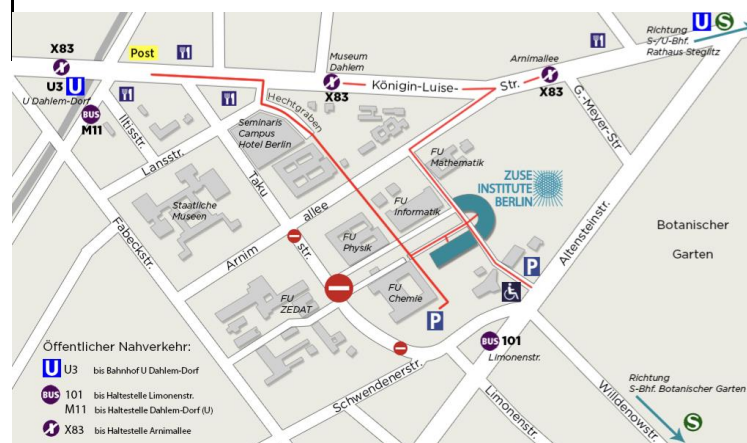 U S
Richtung
S-/U-Bhf.
Rathaus Steglitz
X83
Post
U3 U
U Dahlem-Dorf
BUS
M11
Museum
Dahlem
X83
Königin-Luise-
Str.
Arnimallee
X83
G.-Meyer-Str
Iltisstr.
Hechtgraben
Seminaris
Campus
Hotel Berlin
Lansstr.
Taku
str.
FU
Mathematik
ZUSE
INSTITUTE
BERLIN
Staatliche
Museen
FU
Informatik
Arnim
allee
FU
Physik
Fabeckstr.
Altensteinstr.
Botanischer
Garten
FU
ZEDAT
FU
Chemie
P
P
BUS 101
Limonenstr.
Schwendenerstr.
Limonenstr.
Willdenowstr.
Richtung
S-Bhf. Botanischer Garten
S
Öffentlicher Nahverkehr:
U U3 bis Bahnhof U Dahlem-Dorf
BUS 101 bis Haltestelle Limonenstr.
M11 bis Haltestelle Dahlem-Dorf (U)
X X83 bis Haltestelle Arnimallee